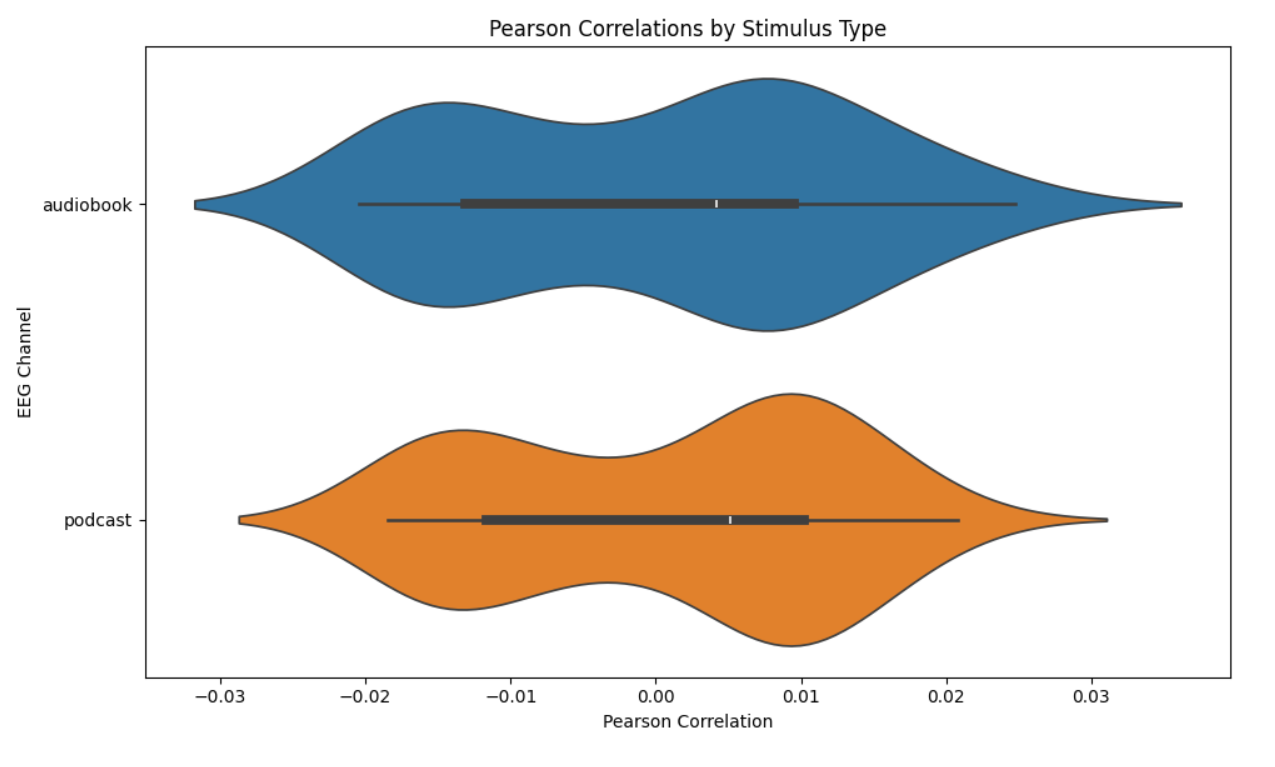 Pearson Correlations by Stimulus Type
EEG Channel
audiobook
podcast
−0.03 −0.02 −0.01 0.00 0.01 0.02 0.03
Pearson Correlation